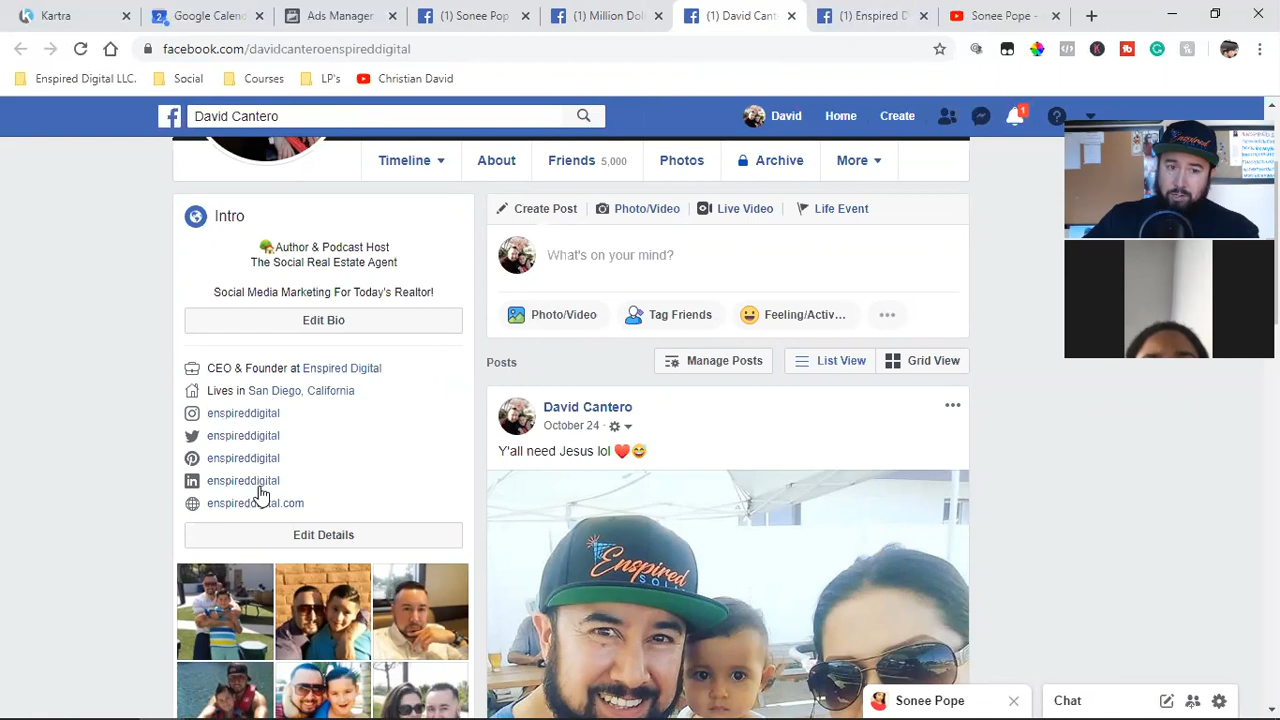 Kartra
Google Calen
Ads Manager
(1) Sonee Pop
(1) Million Dol
(1) David Cant
(1) Enspired D
Sonee Pope -
facebook.com/davidcanteroenspireddigital
Enspired Digital LLC.
Social
Courses
LP's
Christian David
David Cantero
David
Home
Create
1
Timeline
About
Friends 5,000
Photos
Archive
More
Intro
Author & Podcast Host
The Social Real Estate Agent
Social Media Marketing For Today's Realtor!
Edit Bio
CEO & Founder at Enspired Digital
Lives in San Diego, California
enspireddigital
enspireddigital
enspireddigital
enspireddigital
enspireddigital.com
Edit Details
Create Post
Photo/Video
Live Video
Life Event
What's on your mind?
Photo/Video
Tag Friends
Feeling/Activ...
Posts
Manage Posts
List View
Grid View
David Cantero
October 24
Y'all need Jesus lol ❤️😅
Enspired
Sonee Pope
Chat